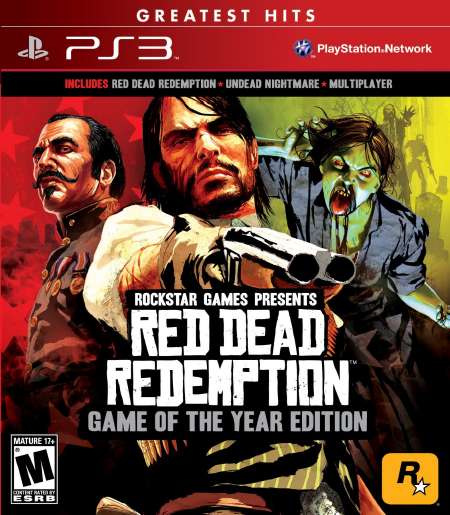 GREATEST HITS
PS3 PlayStation®Network
INCLUDES RED DEAD REDEMPTION ★ UNDEAD NIGHTMARE ★ MULTIPLAYER
ROCKSTAR GAMES PRESENTS
RED DEAD
REDEMPTION™
GAME OF THE YEAR EDITION
MATURE 17+
M
CONTENT RATED BY
ESRB
R★